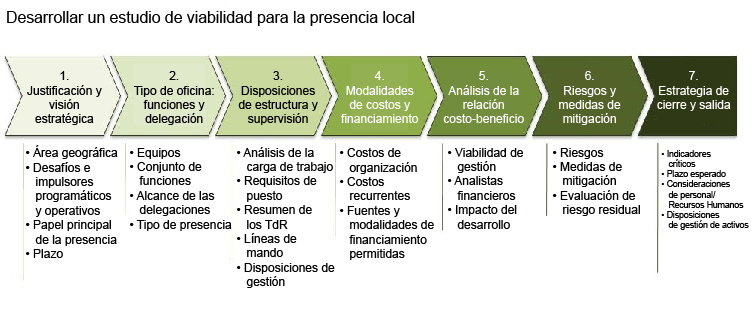 Desarrollar un estudio de viabilidad para la presencia local
1.
Justificación y
visión
estratégica
2.
Tipo de oficina:
funciones y
delegación
3.
Disposiciones
de estructura y
supervisión
4.
Modalidades
de costos y
financiamiento
5.
Análisis de la
relación
costo-beneficio
6.
Riesgos y
medidas de
mitigación
7.
Estrategia de
cierre y salida
• Área geográfica
• Desafíos e
impulsores
programáticos
y operativos
• Papel principal
de la presencia
• Plazo
• Equipos
• Conjunto de
funciones
• Alcance de las
delegaciones
• Tipo de presencia
• Análisis de la
carga de trabajo
• Requisitos de
puesto
• Resumen de
los TdR
• Líneas de
mando
• Disposiciones de
gestión
• Costos de
organización
• Costos
recurrentes
• Fuentes y
modalidades de
financiamiento
permitidas
• Viabilidad de
gestión
• Analistas
financieros
• Impacto del
desarrollo
• Riesgos
• Medidas de
mitigación
• Evaluación de
riesgo residual
• Indicadores
críticos
• Plazo esperado
• Consideraciones
de personal/
Recursos Humanos
• Disposiciones
de gestión de activos